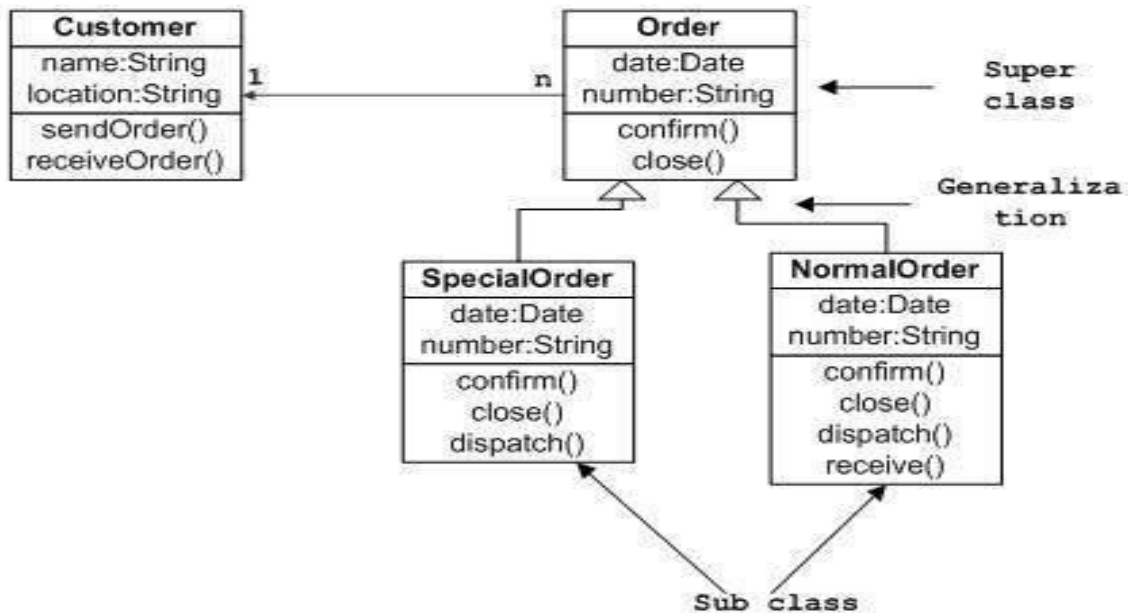 Customer
name:String
location:String
sendOrder()
receiveOrder()
1
n
Order
date:Date
number:String
confirm()
close()
Super
class
Generaliza
tion
SpecialOrder
date:Date
number:String
confirm()
close()
dispatch()
NormalOrder
date:Date
number:String
confirm()
close()
dispatch()
receive()
Sub class